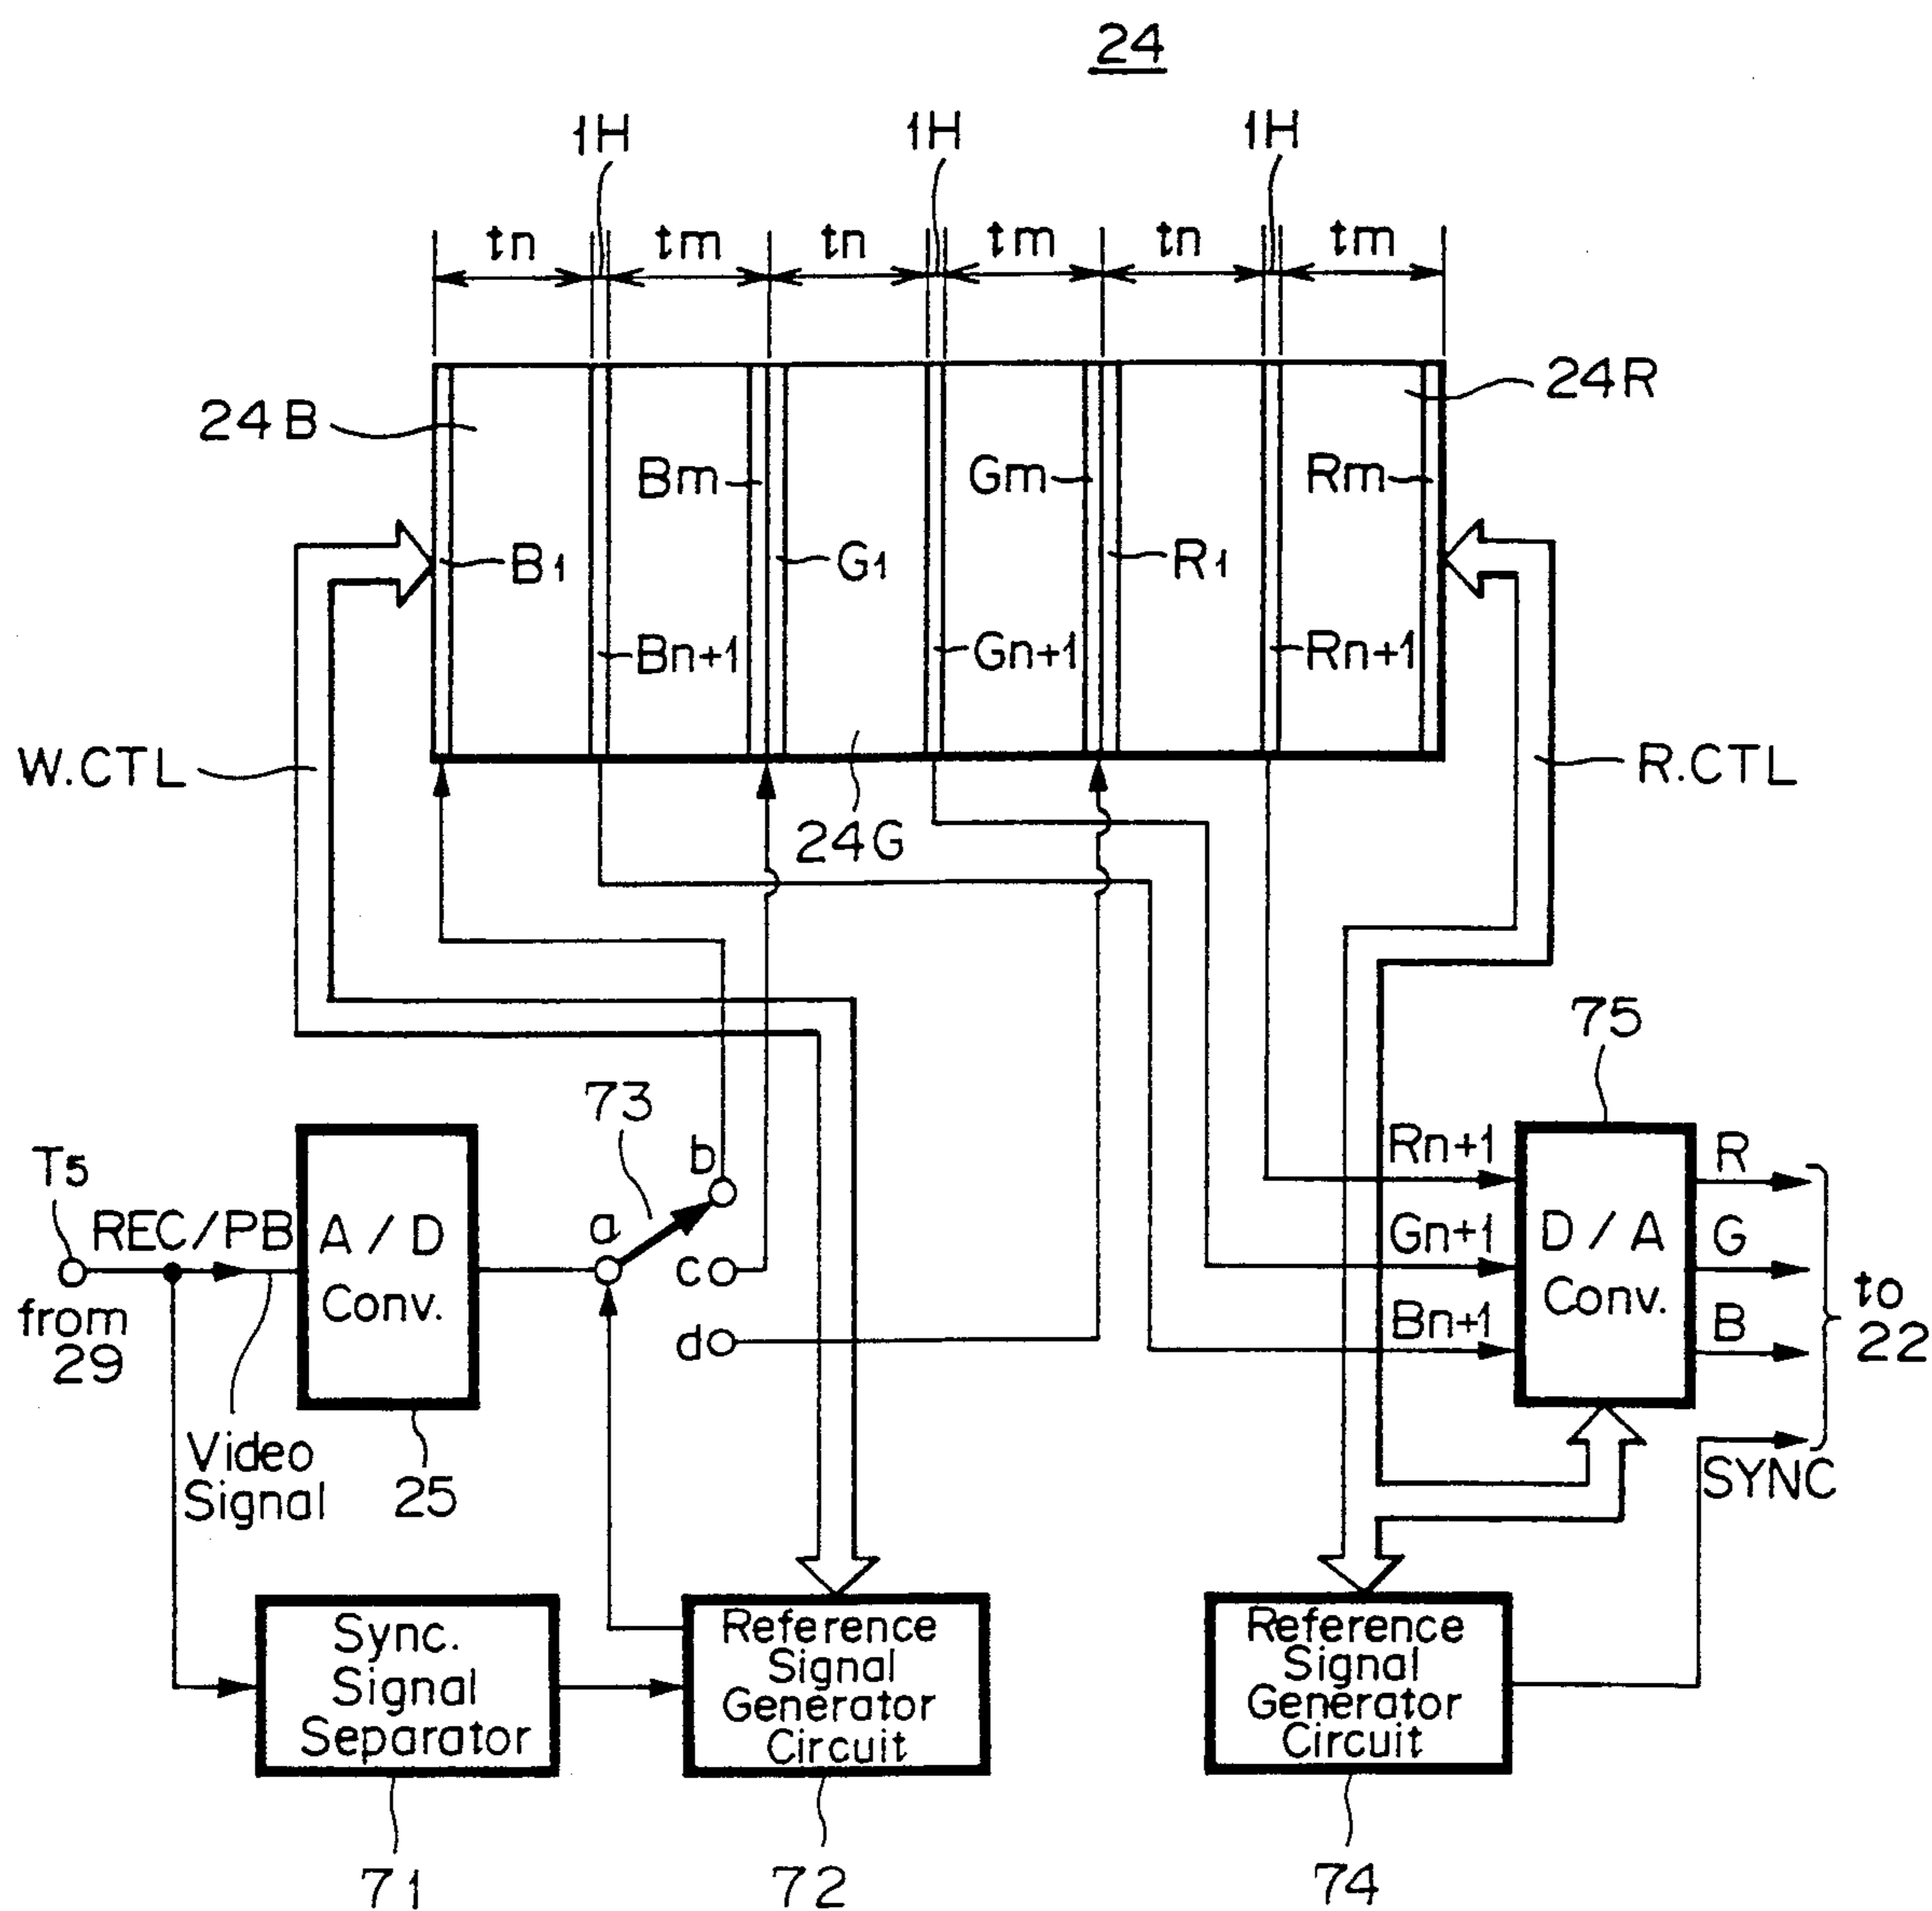 24
1H 1H 1H
tn tm tn tm tn tm
24B
24R
Bm Gm Rm
B1 G1 R1
Bn+1 Gn+1 Rn+1
W.CTL
R.CTL
24G
75
73
T5
REC/PB
from
29
A/D
Conv.
a
b
c
d
Rn+1
Gn+1
Bn+1
D/A
Conv.
R
G
B
to
22
Video
Signal
25
SYNC
Sync.
Signal
Separator
Reference
Signal
Generator
Circuit
Reference
Signal
Generator
Circuit
71
72
74